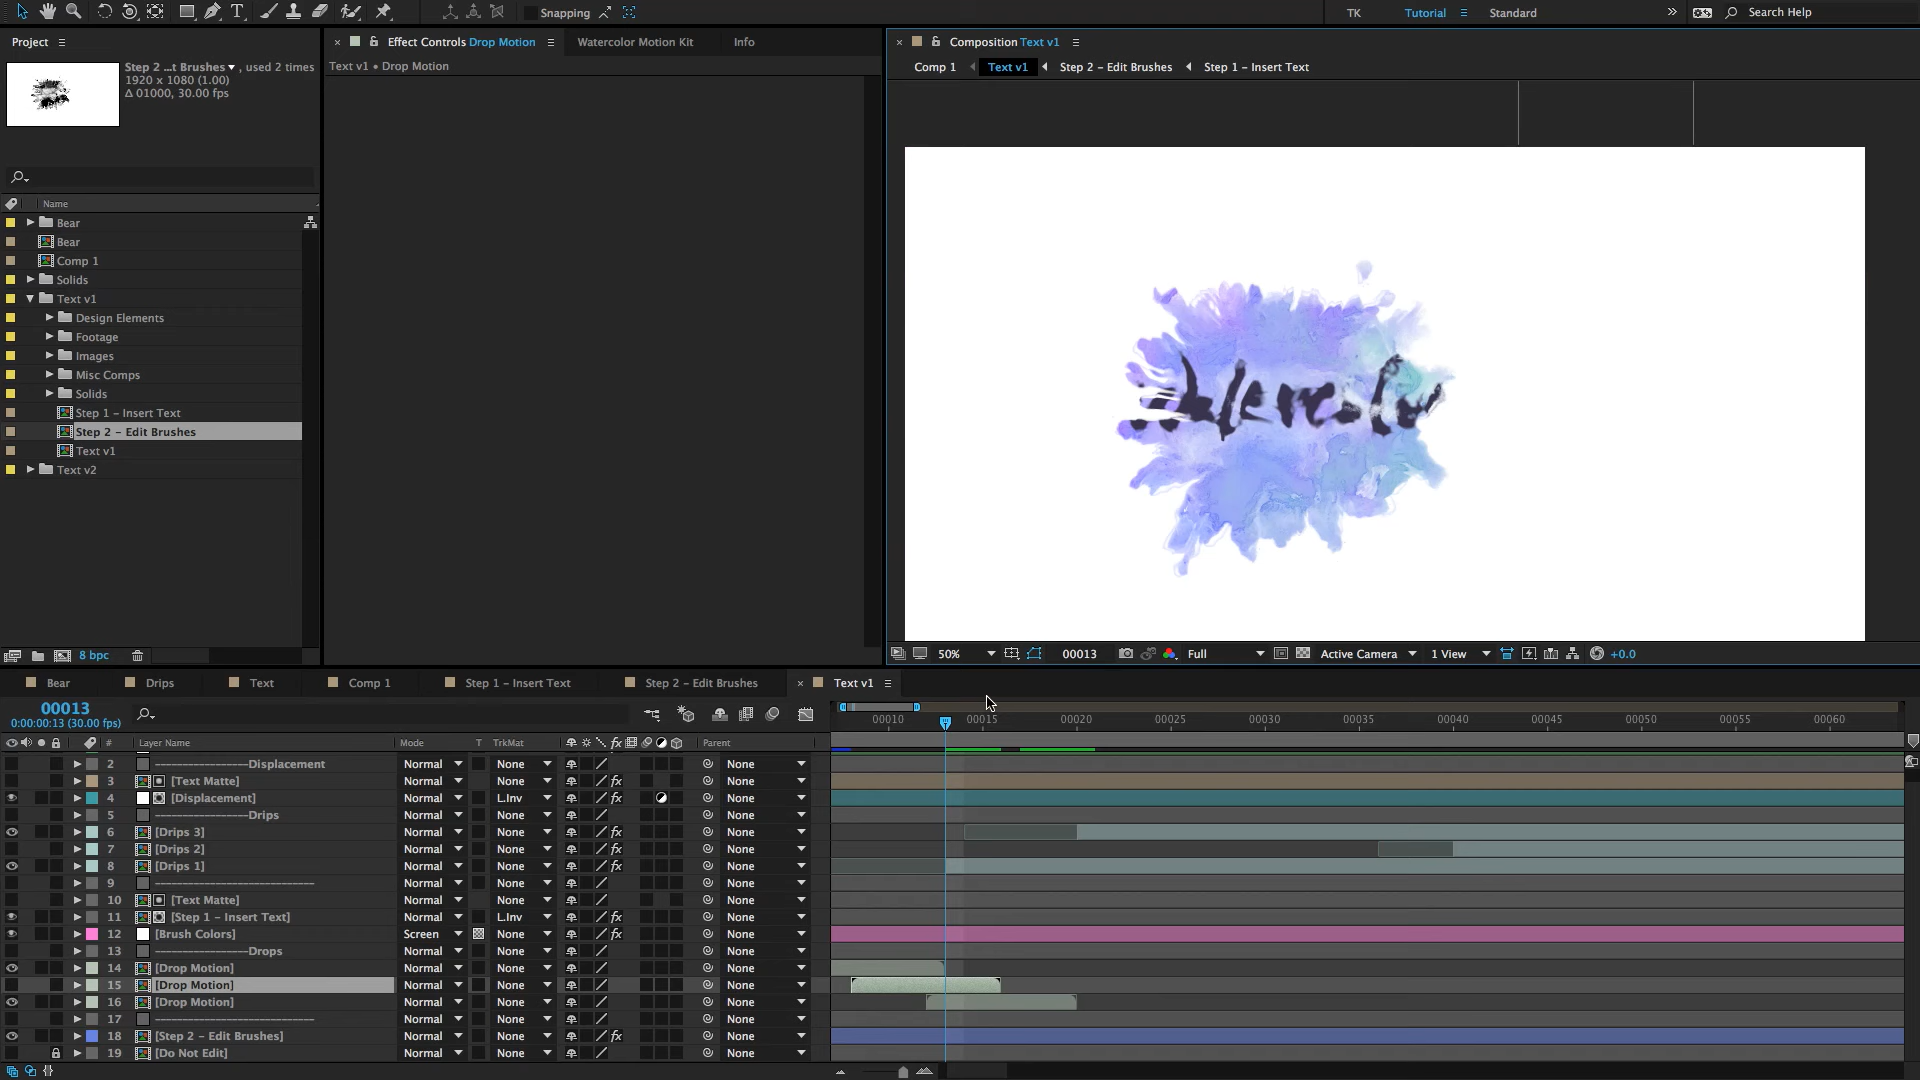 Snapping
TK
Tutorial
Standard
Search Help
Project
Effect Controls Drop Motion
Watercolor Motion Kit
Info
Composition Text v1
Step 2 ...t Brushes , used 2 times
1920 x 1080 (1.00)
Δ 01000, 30.00 fps
Text v1 • Drop Motion
Comp 1
Text v1
Step 2 – Edit Brushes
Step 1 – Insert Text
Name
Bear
Bear
Comp 1
Solids
Text v1
Design Elements
Footage
Images
Misc Comps
Solids
Step 1 – Insert Text
Step 2 – Edit Brushes
Text v1
Text v2
8 bpc
50%
00013
Full
Active Camera
1 View
+0.0
Bear
Drips
Text
Comp 1
Step 1 – Insert Text
Step 2 – Edit Brushes
Text v1
00013
0:00:00:13 (30.00 fps)
00010 00015 00020 00025 00030 00035 00040 00045 00050 00055 00060
# Layer Name Mode T TrkMat fx Parent
2 -----------------Displacement Normal None None
3 [Text Matte] Normal None fx None
4 [Displacement] Normal L.Inv fx None
5 -----------------Drips Normal None None
6 [Drips 3] Normal None fx None
7 [Drips 2] Normal None fx None
8 [Drips 1] Normal None fx None
9 ----------------------------- Normal None None
10 [Text Matte] Normal None None
11 [Step 1 – Insert Text] Normal L.Inv fx None
12 [Brush Colors] Screen None fx None
13 -----------------Drops Normal None None
14 [Drop Motion] Normal None None
15 [Drop Motion] Normal None None
16 [Drop Motion] Normal None None
17 ----------------------------- Normal None None
18 [Step 2 – Edit Brushes] Normal None fx None
19 [Do Not Edit] Normal None None